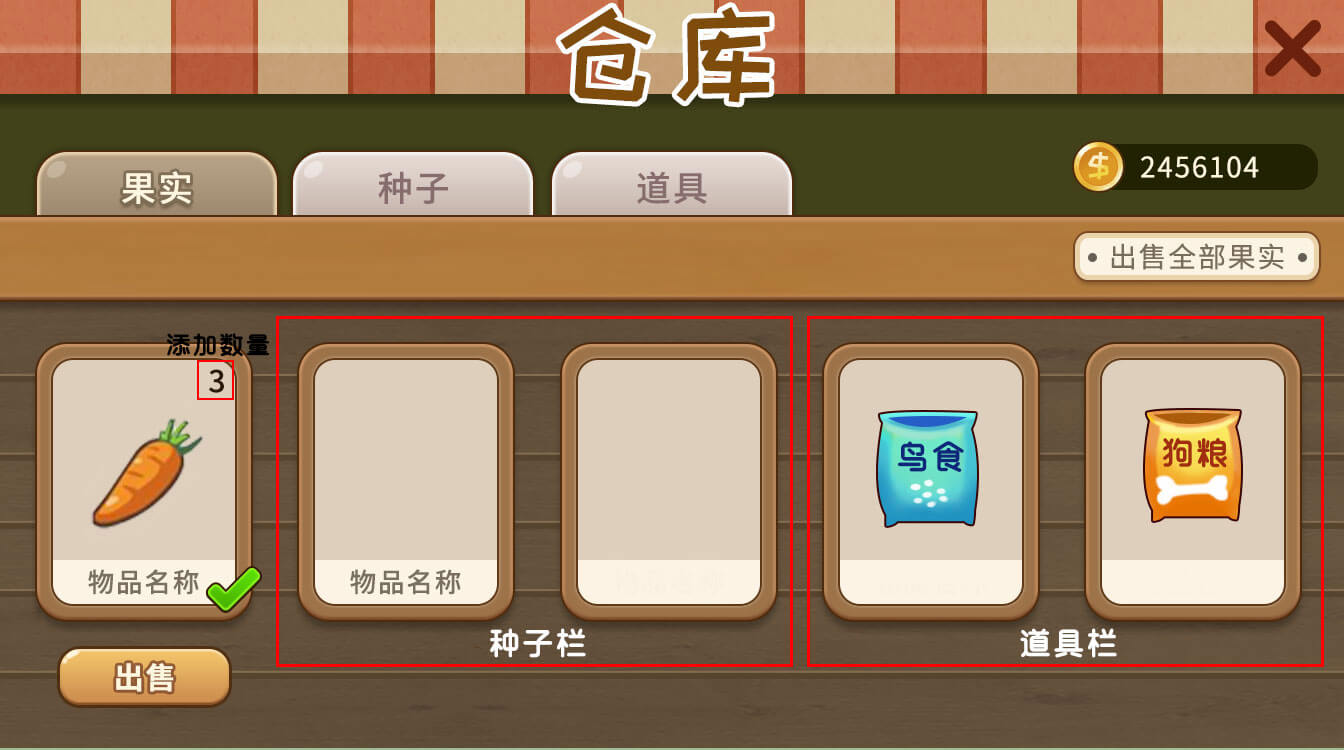 仓库
果实
种子
道具
2456104
• 出售全部果实 •
添加数量
3
鸟食
狗粮
物品名称
物品名称
种子栏
道具栏
出售